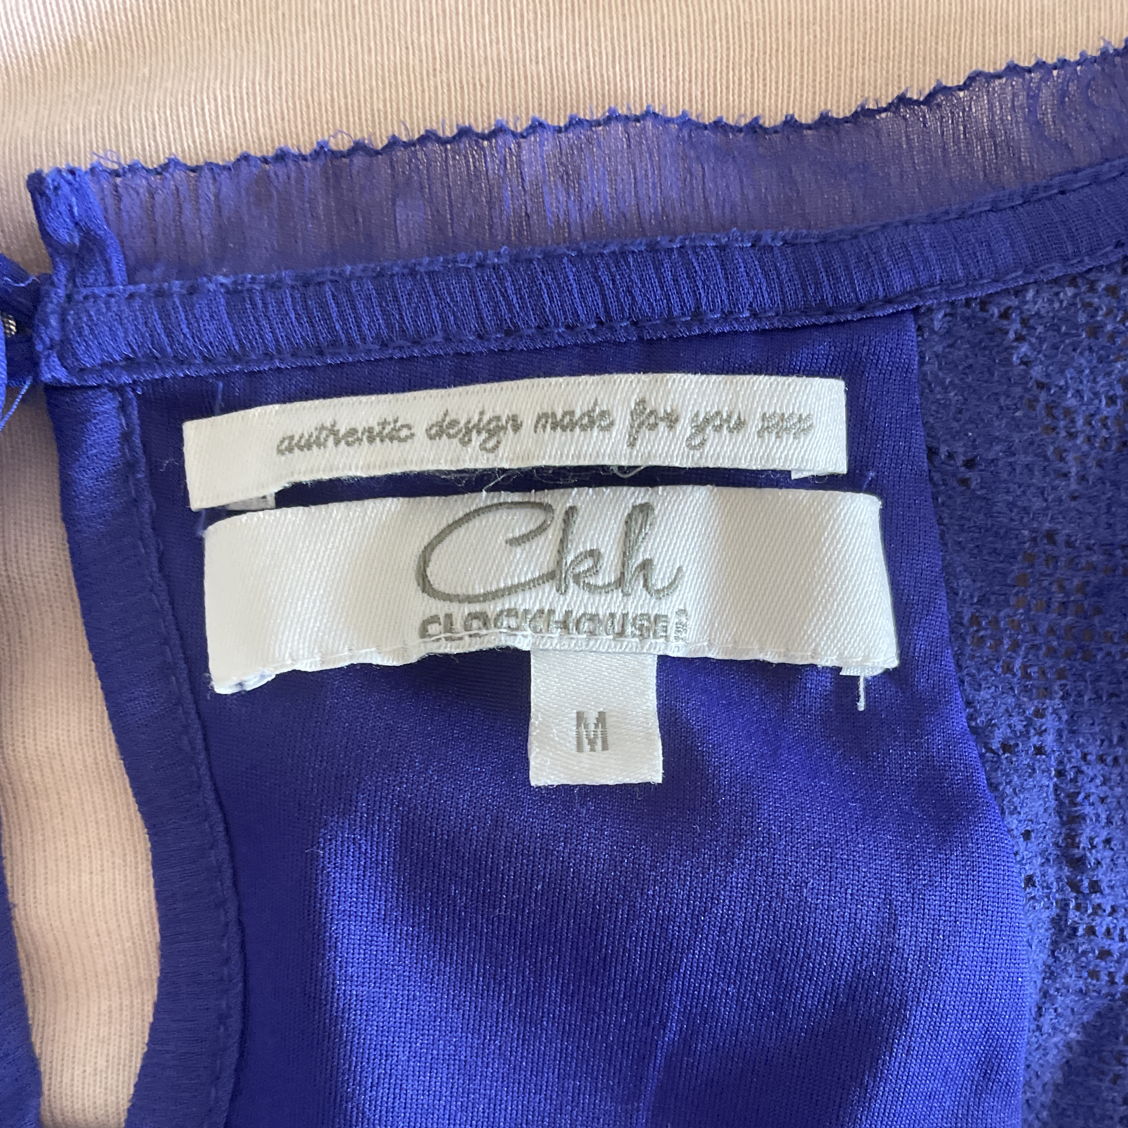 authentic design made for you xxx
Ckh
CLOCKHOUSE
M